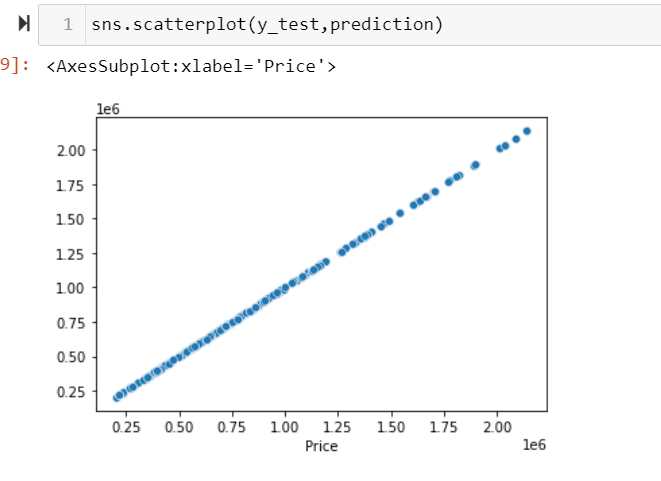 1 sns.scatterplot(y_test,prediction)
9]: <AxesSubplot:xlabel='Price'>
1e6
2.00
1.75
1.50
1.25
1.00
0.75
0.50
0.25
0.25 0.50 0.75 1.00 1.25 1.50 1.75 2.00
Price 1e6